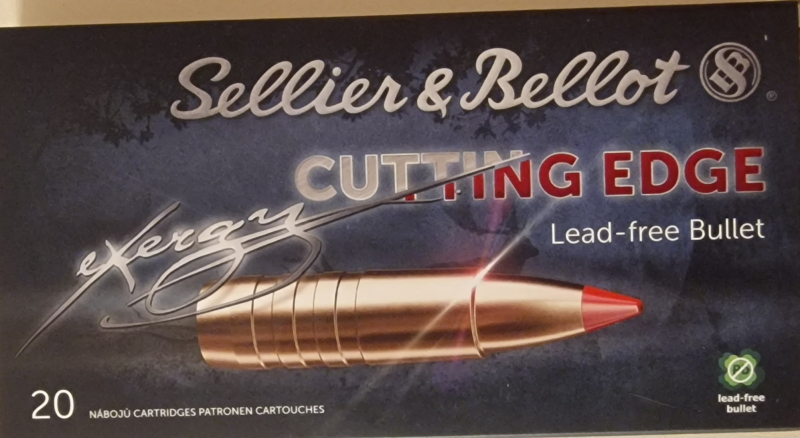 Sellier & Bellot
CUTTING EDGE
exergy
Lead-free Bullet
20 NÁBOJŮ CARTRIDGES PATRONEN CARTOUCHES
lead-free
bullet